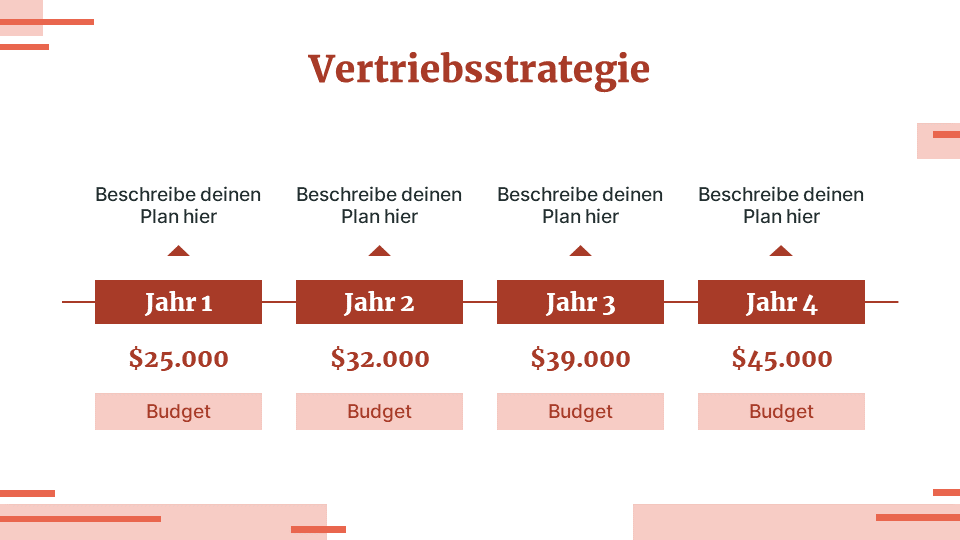 Vertriebsstrategie
Beschreibe deinen
Plan hier
Beschreibe deinen
Plan hier
Beschreibe deinen
Plan hier
Beschreibe deinen
Plan hier
Jahr 1
Jahr 2
Jahr 3
Jahr 4
$25.000
$32.000
$39.000
$45.000
Budget
Budget
Budget
Budget